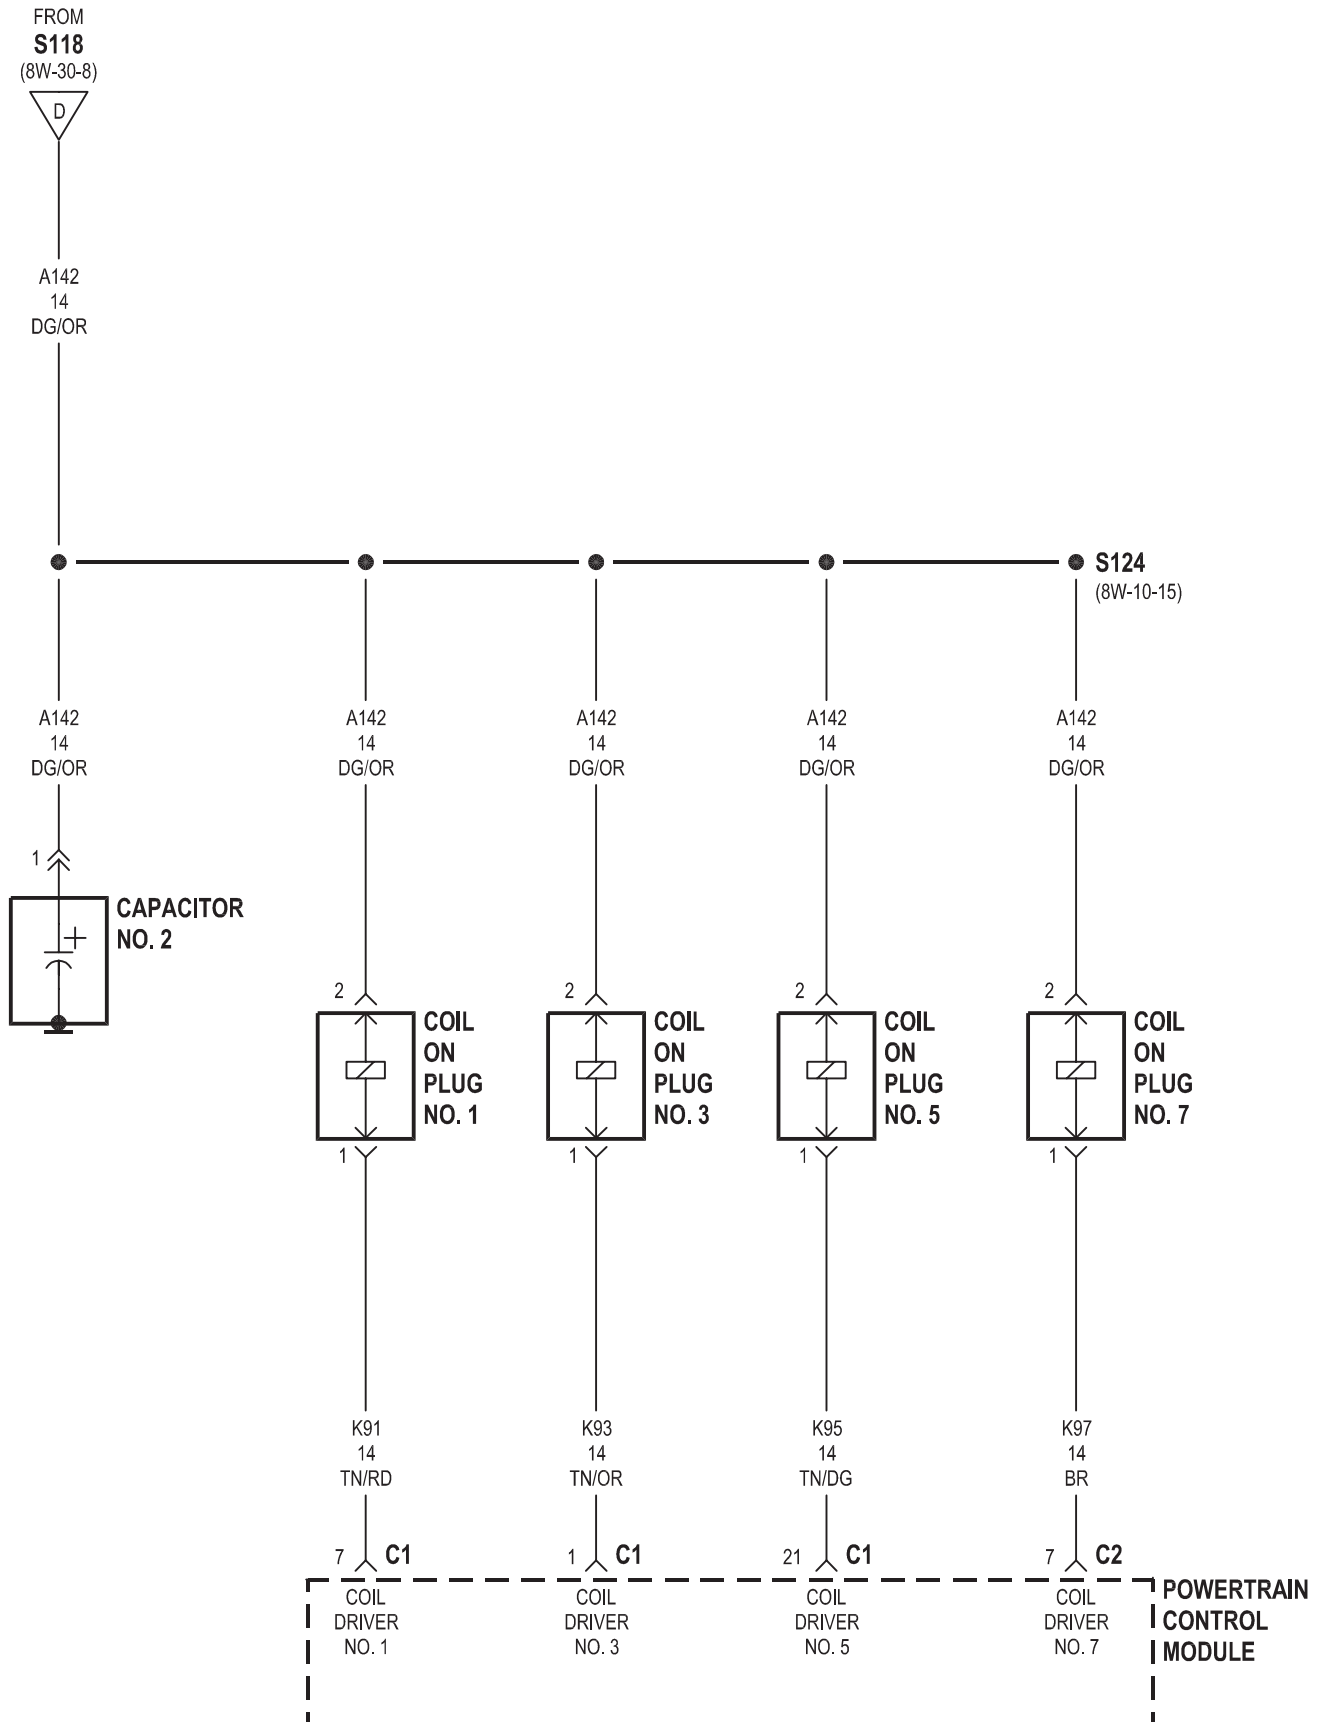 FROM
S118
(8W-30-8)
D
A142
14
DG/OR
S124
(8W-10-15)
A142
14
DG/OR
A142
14
DG/OR
A142
14
DG/OR
A142
14
DG/OR
A142
14
DG/OR
1
CAPACITOR
NO. 2
+
2
COIL
ON
PLUG
NO. 1
1
2
COIL
ON
PLUG
NO. 3
1
2
COIL
ON
PLUG
NO. 5
1
2
COIL
ON
PLUG
NO. 7
1
K91
14
TN/RD
K93
14
TN/OR
K95
14
TN/DG
K97
14
BR
7 C1
1 C1
21 C1
7 C2
COIL
DRIVER
NO. 1
COIL
DRIVER
NO. 3
COIL
DRIVER
NO. 5
COIL
DRIVER
NO. 7
POWERTRAIN
CONTROL
MODULE